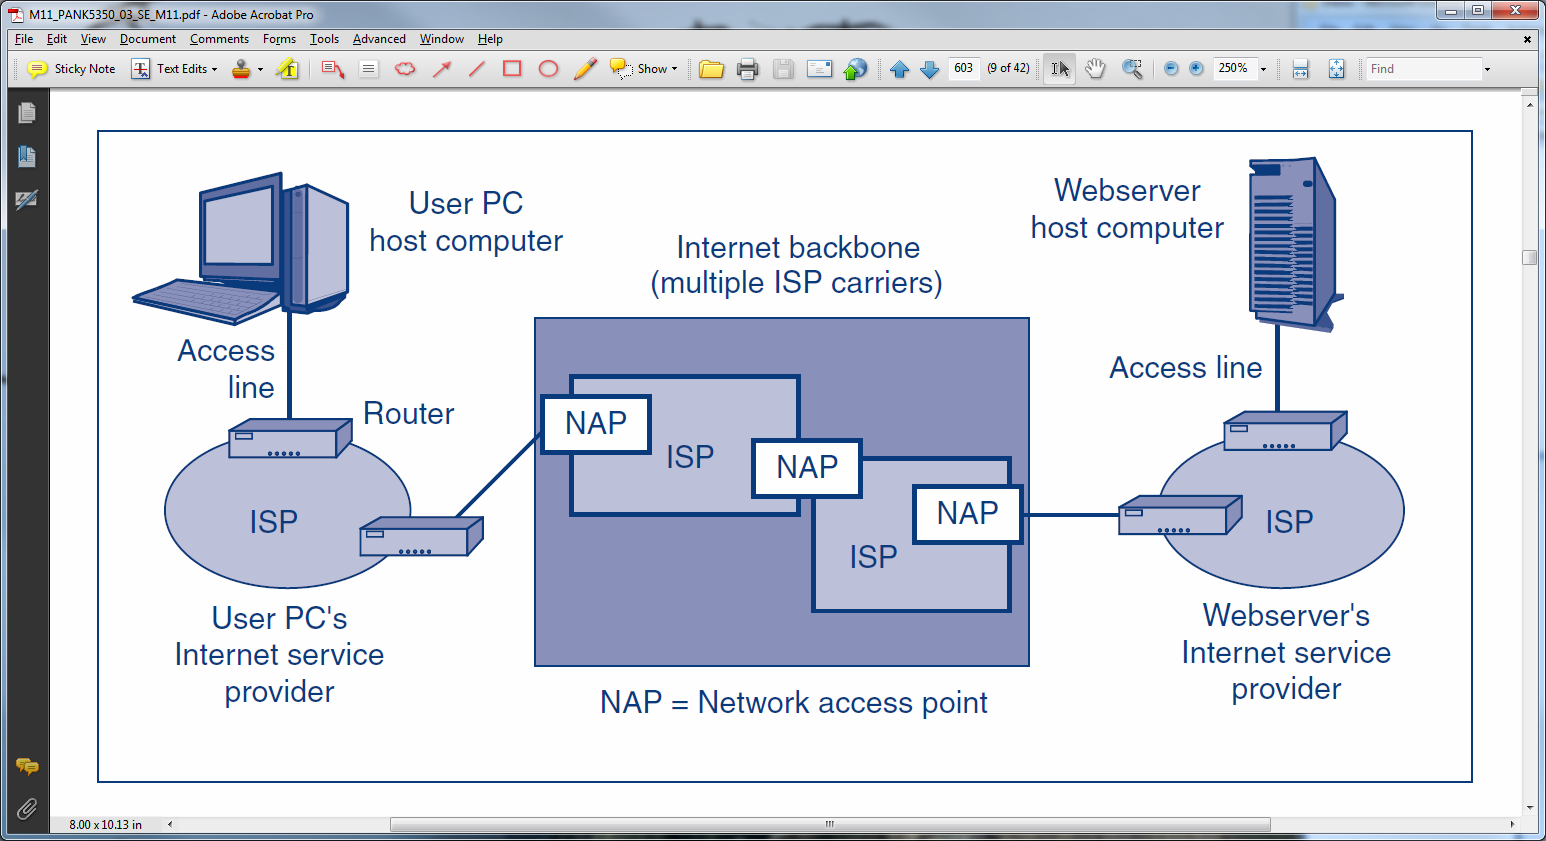 M11_PANK5350_03_SE_M11.pdf - Adobe Acrobat Pro
File Edit View Document Comments Forms Tools Advanced Window Help
Sticky Note Text Edits Show 603 (9 of 42) 250% Find
User PC
host computer
Webserver
host computer
Internet backbone
(multiple ISP carriers)
Access
line
Access line
Router
NAP
ISP
NAP
NAP
ISP
ISP
ISP
User PC's
Internet service
provider
Webserver's
Internet service
provider
NAP = Network access point
8.00 x 10.13 in